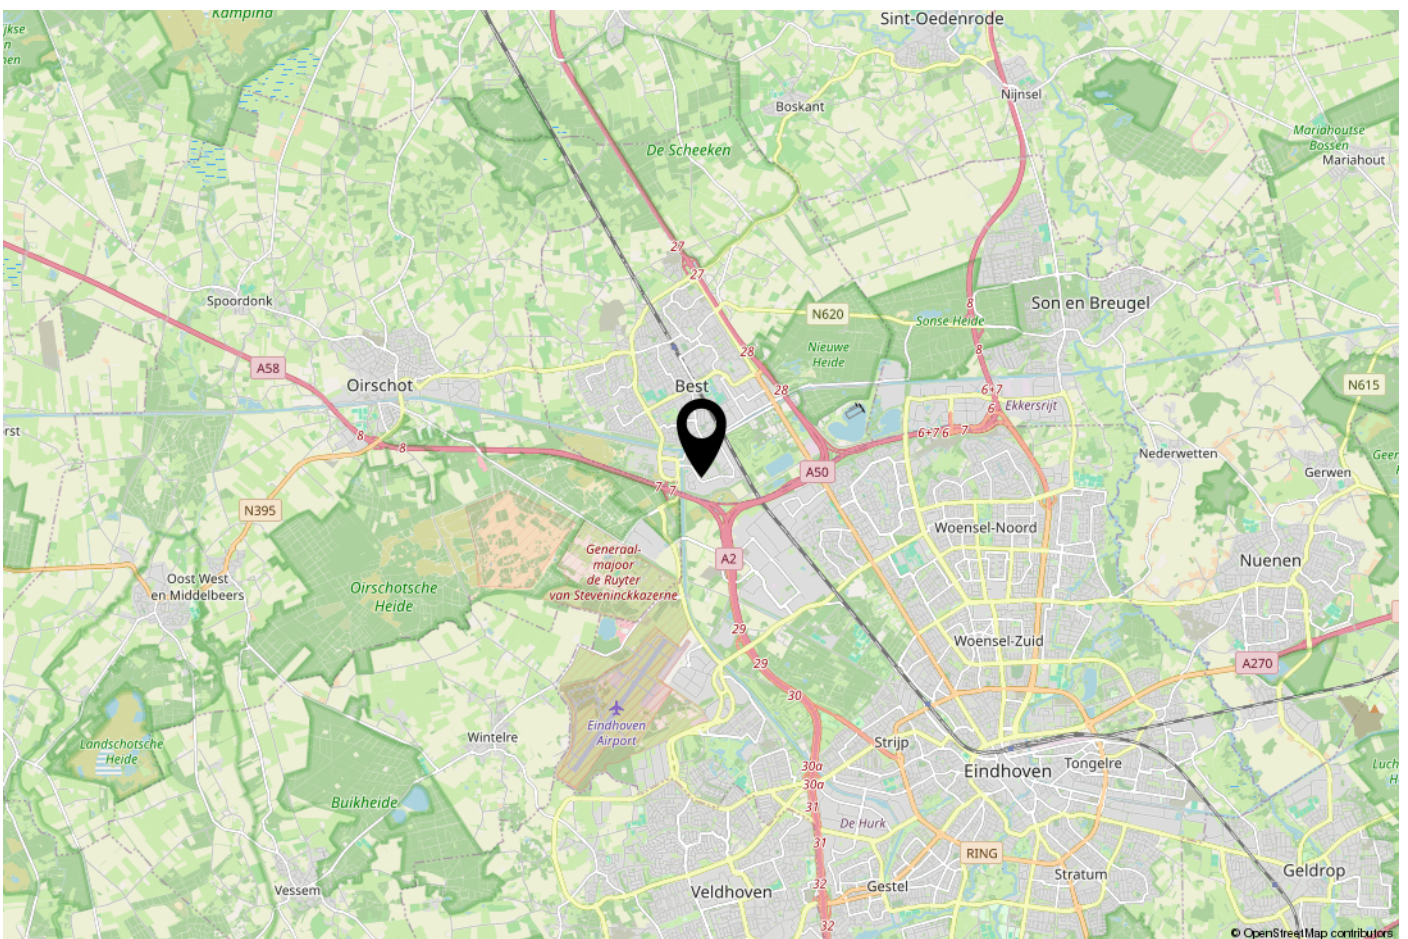 Kampina
Sint-Oedenrode
Nijnsel
Boskant
Mariahoutse
Bossen
Mariahout
De Scheeken
27
27
Spoordonk
Son en Breugel
8
N620
Sonse Heide
Nieuwe
Heide
28
8
A58
Oirschot
Best
28
6+7
N615
Ekkersrijt
6
8
8
6+7
6
7
Nederwetten
Gerwen
A50
7
7
N395
Woensel-Noord
A2
Nuenen
Generaal-
majoor
de Ruyter
van Steveninckkazerne
Oost West
en Middelbeers
Oirschotsche
Heide
29
Woensel-Zuid
29
A270
30
Eindhoven
Airport
Wintelre
Strijp
Landschotsche
Heide
Tongelre
30a
Eindhoven
30a
Buikheide
31
De Hurk
31
RING
Geldrop
Stratum
32
Gestel
Vessem
Veldhoven
32
© OpenStreetMap contributors